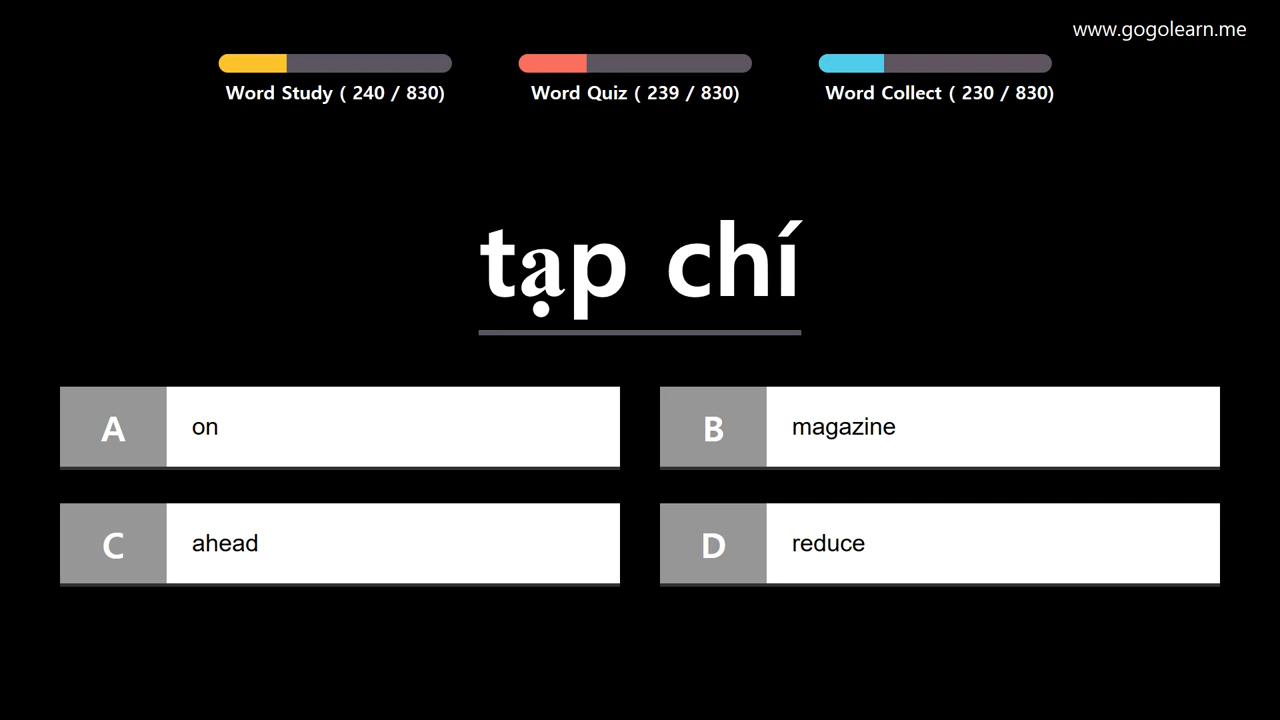 www.gogolearn.me
Word Study ( 240 / 830)
Word Quiz ( 239 / 830)
Word Collect ( 230 / 830)
tạp chí
A on
B magazine
C ahead
D reduce